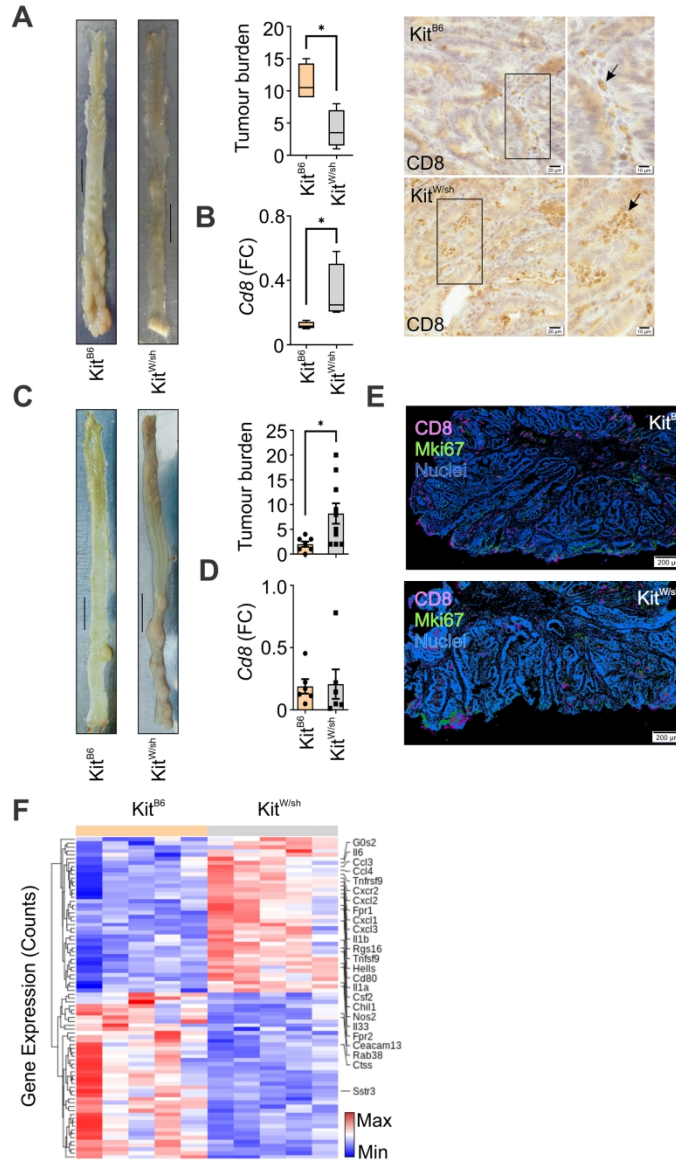 A
Tumour burden
20
15
10
5
0
*
Kit^B6
Kit^W/sh
Kit^B6
Kit^W/sh
B
Cd8 (FC)
0.8
0.4
0.0
*
Kit^B6
Kit^W/sh
Kit^B6
CD8
20 µm
10 µm
Kit^W/sh
CD8
20 µm
10 µm
C
Kit^B6
Kit^W/sh
Tumour burden
25
20
15
10
5
0
*
D
Cd8 (FC)
1.0
0.5
0.0
Kit^B6
Kit^W/sh
E
CD8
Mki67
Nuclei
Kit^B
200 µ
CD8
Mki67
Nuclei
Kit^W/s
200 µ
F
Kit^B6
Kit^W/sh
Gene Expression (Counts)
G0s2
Il6
Ccl3
Ccl4
Tnfrsf9
Cxcr2
Cxcl2
Fpr1
Cxcl1
Cxcl3
Il1b
Rgs16
Tnfsf9
Hells
Cd80
Il1a
Csf2
Chil1
Nos2
Il33
Fpr2
Ceacam13
Rab38
Ctss
Sstr3
Max
Min